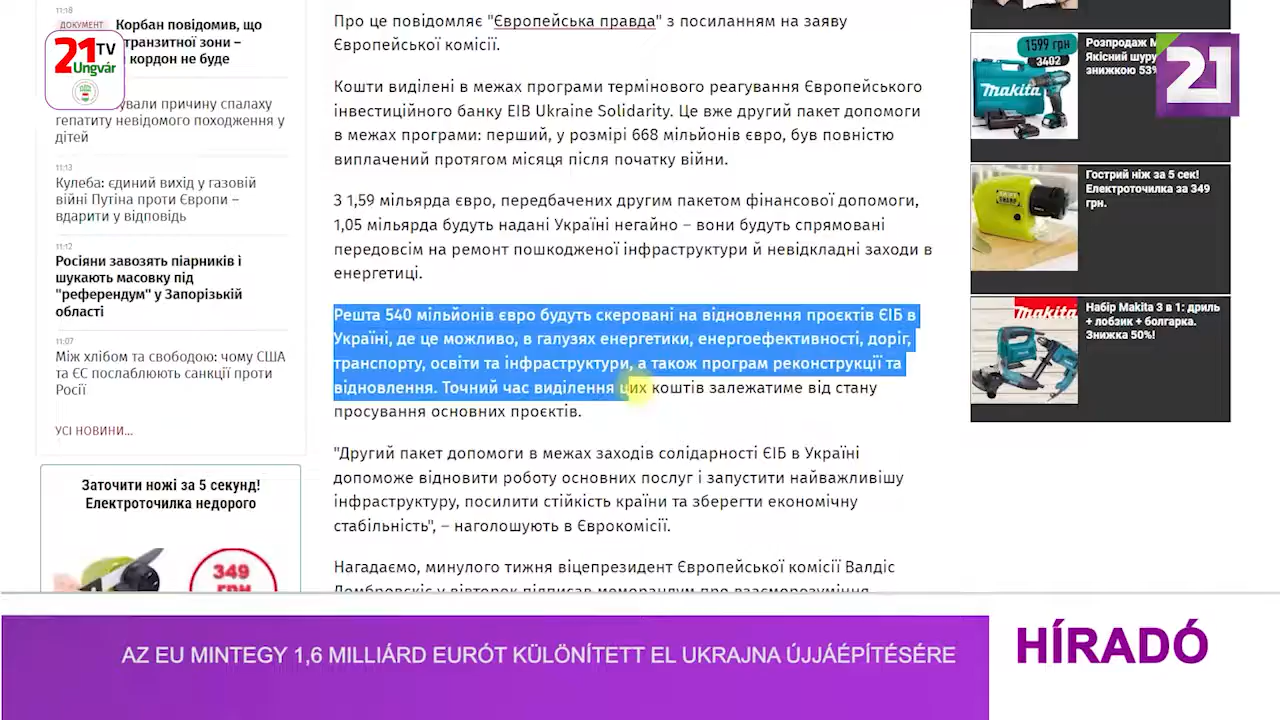 11:18
ДОКУМЕНТ Корбан повідомив, що
транзитної зони –
кордон не буде
21 TV
Ungvár
ували причину спалаху
гепатиту невідомого походження у
дітей
11:13
Кулеба: єдиний вихід у газовій
війні Путіна проти Європи –
вдарити у відповідь
11:12
Росіяни завозять піарників і
шукають масовку під
"референдум" у Запорізькій
області
11:07
Між хлібом та свободою: чому США
та ЄС послаблюють санкції проти
Росії
УСІ НОВИНИ...
Заточити ножі за 5 секунд!
Електроточилка недорого
349
ГРН
Про це повідомляє "Європейська правда" з посиланням на заяву
Європейської комісії.
Кошти виділені в межах програми термінового реагування Європейського
інвестиційного банку EIB Ukraine Solidarity. Це вже другий пакет допомоги
в межах програми: перший, у розмірі 668 мільйонів євро, був повністю
виплачений протягом місяця після початку війни.
З 1,59 мільярда євро, передбачених другим пакетом фінансової допомоги,
1,05 мільярда будуть надані Україні негайно – вони будуть спрямовані
передовсім на ремонт пошкодженої інфраструктури й невідкладні заходи в
енергетиці.
Решта 540 мільйонів євро будуть скеровані на відновлення проєктів ЄІБ в
Україні, де це можливо, в галузях енергетики, енергоефективності, доріг,
транспорту, освіти та інфраструктури, а також програм реконструкції та
відновлення. Точний час виділення цих коштів залежатиме від стану
просування основних проєктів.
"Другий пакет допомоги в межах заходів солідарності ЄІБ в Україні
допоможе відновити роботу основних послуг і запустити найважливішу
інфраструктуру, посилити стійкість країни та зберегти економічну
стабільність", – наголошують в Єврокомісії.
Нагадаємо, минулого тижня віцепрезидент Європейської комісії Валдіс
Домбровскіс у вівторок підписав меморандум про взаєморозуміння
1599 грн
3402
makita
Розпродаж М
Якісний шуру
знижкою 53%
21
Гострий ніж за 5 сек!
Електроточилка за 349
грн.
makita
Набір Makita 3 в 1: дриль
+ лобзик + болгарка.
Знижка 50%!
AZ EU MINTEGY 1,6 MILLIÁRD EURÓT KÜLÖNÍTETT EL UKRAJNA ÚJJÁÉPÍTÉSÉRE
HÍRADÓ